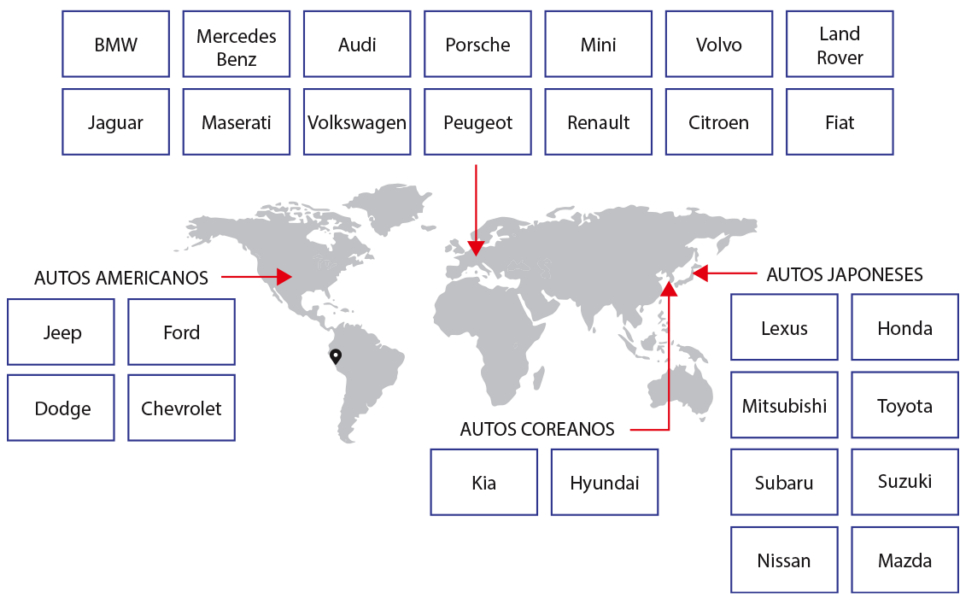 BMW
Mercedes
Benz
Audi
Porsche
Mini
Volvo
Land
Rover
Jaguar
Maserati
Volkswagen
Peugeot
Renault
Citroen
Fiat
AUTOS AMERICANOS
Jeep
Ford
Dodge
Chevrolet
AUTOS COREANOS
Kia
Hyundai
AUTOS JAPONESES
Lexus
Honda
Mitsubishi
Toyota
Subaru
Suzuki
Nissan
Mazda